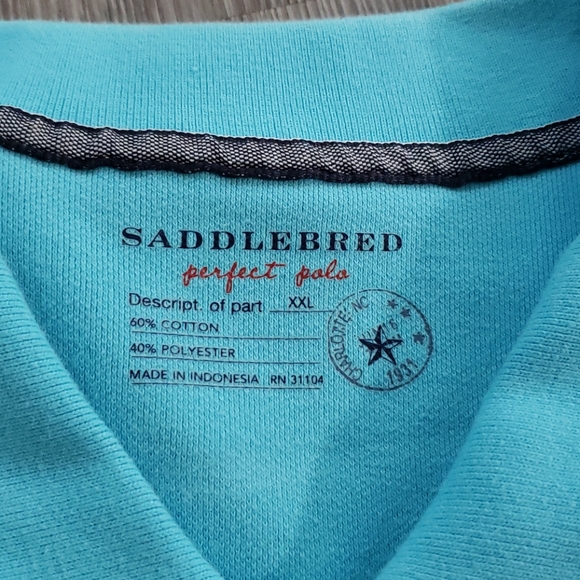 SADDLEBRED
perfect polo
Descript. of part XXL
60% COTTON
40% POLYESTER
MADE IN INDONESIA RN 31104
CHARLOTTE, NC
1931